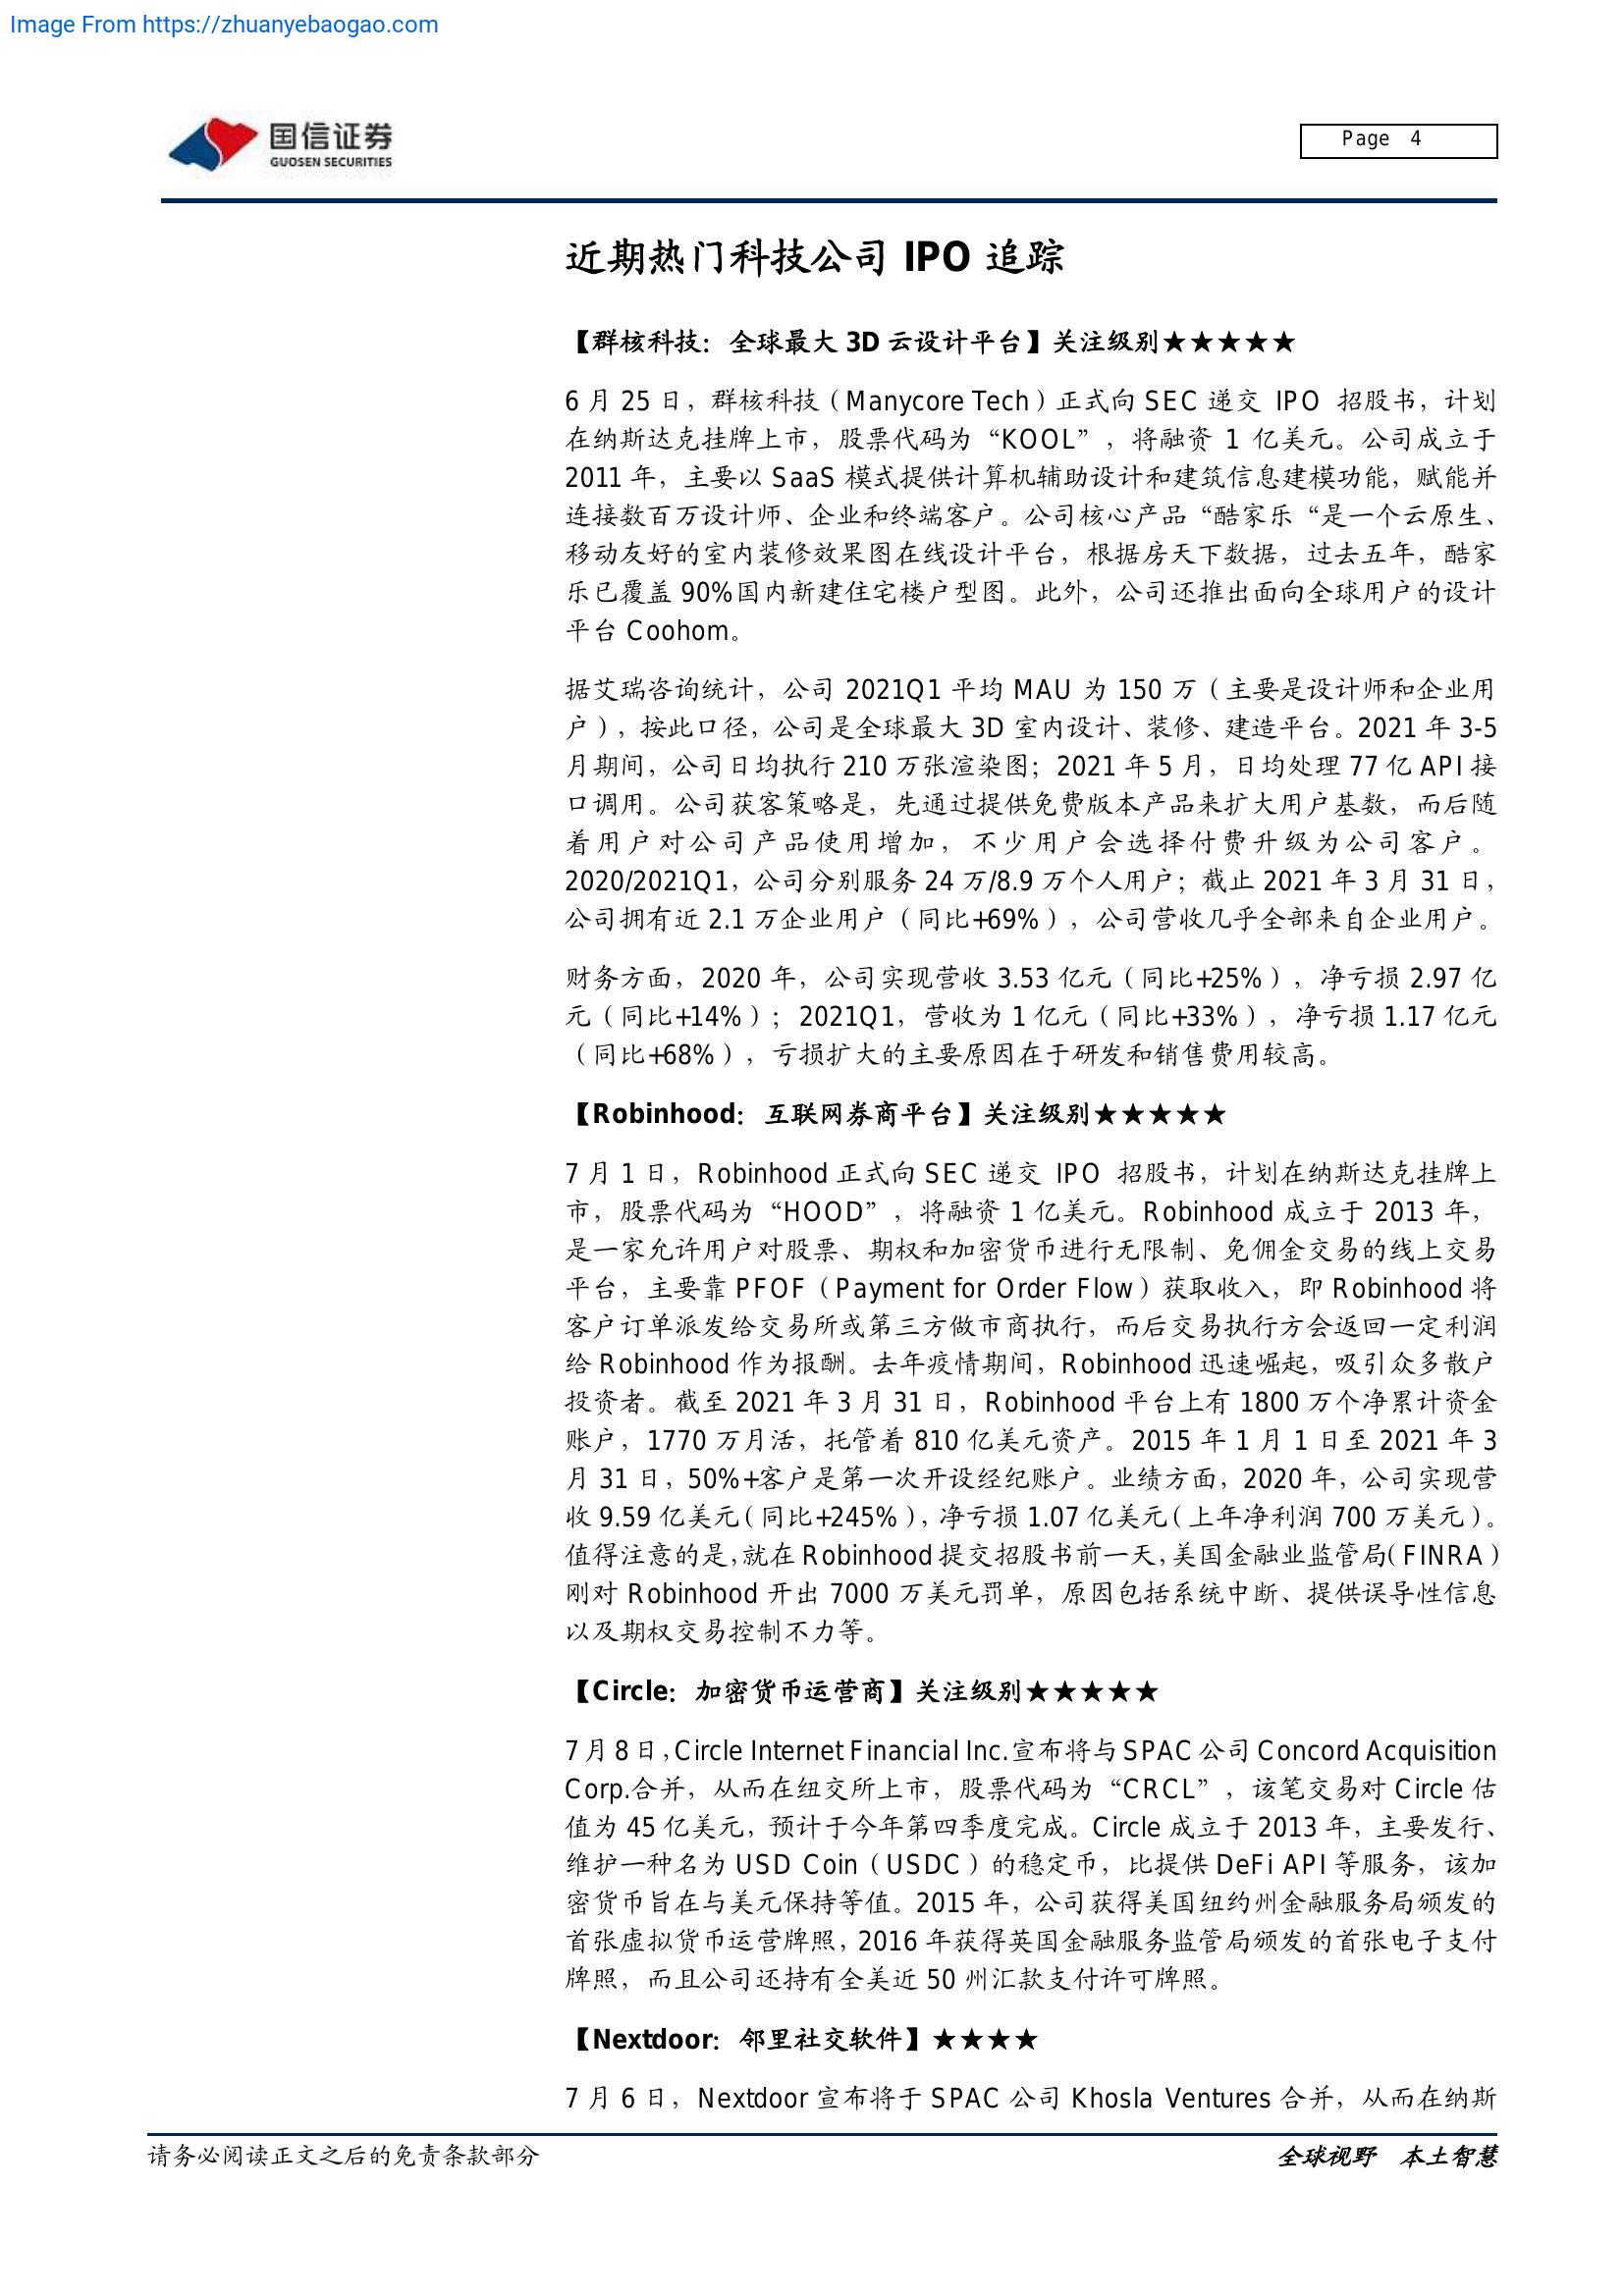 Image From https://zhuanyebaogao.com
国信证券
GUOSEN SECURITIES
Page 4
近期热门科技公司 IPO 追踪
【群核科技：全球最大 3D 云设计平台】关注级别★★★★★
6 月 25 日，群核科技（Manycore Tech）正式向 SEC 递交 IPO 招股书，计划
在纳斯达克挂牌上市，股票代码为“KOOL”，将融资 1 亿美元。公司成立于
2011 年，主要以 SaaS 模式提供计算机辅助设计和建筑信息建模功能，赋能并
连接数百万设计师、企业和终端客户。公司核心产品“酷家乐“是一个云原生、
移动友好的室内装修效果图在线设计平台，根据房天下数据，过去五年，酷家
乐已覆盖 90%国内新建住宅楼户型图。此外，公司还推出面向全球用户的设计
平台 Coohom。
据艾瑞咨询统计，公司 2021Q1 平均 MAU 为 150 万（主要是设计师和企业用
户），按此口径，公司是全球最大 3D 室内设计、装修、建造平台。2021 年 3-5
月期间，公司日均执行 210 万张渲染图；2021 年 5 月，日均处理 77 亿 API 接
口调用。公司获客策略是，先通过提供免费版本产品来扩大用户基数，而后随
着用户对公司产品使用增加，不少用户会选择付费升级为公司客户。
2020/2021Q1，公司分别服务 24 万/8.9 万个人用户；截止 2021 年 3 月 31 日，
公司拥有近 2.1 万企业用户（同比+69%），公司营收几乎全部来自企业用户。
财务方面，2020 年，公司实现营收 3.53 亿元（同比+25%），净亏损 2.97 亿
元（同比+14%）；2021Q1，营收为 1 亿元（同比+33%），净亏损 1.17 亿元
（同比+68%），亏损扩大的主要原因在于研发和销售费用较高。
【Robinhood：互联网券商平台】关注级别★★★★★
7 月 1 日，Robinhood 正式向 SEC 递交 IPO 招股书，计划在纳斯达克挂牌上
市，股票代码为“HOOD”，将融资 1 亿美元。Robinhood 成立于 2013 年，
是一家允许用户对股票、期权和加密货币进行无限制、免佣金交易的线上交易
平台，主要靠 PFOF（Payment for Order Flow）获取收入，即 Robinhood 将
客户订单派发给交易所或第三方做市商执行，而后交易执行方会返回一定利润
给 Robinhood 作为报酬。去年疫情期间，Robinhood 迅速崛起，吸引众多散户
投资者。截至 2021 年 3 月 31 日，Robinhood 平台上有 1800 万个净累计资金
账户，1770 万月活，托管着 810 亿美元资产。2015 年 1 月 1 日至 2021 年 3
月 31 日，50%+客户是第一次开设经纪账户。业绩方面，2020 年，公司实现营
收 9.59 亿美元（同比+245%），净亏损 1.07 亿美元（上年净利润 700 万美元）。
值得注意的是，就在 Robinhood 提交招股书前一天，美国金融业监管局（FINRA）
刚对 Robinhood 开出 7000 万美元罚单，原因包括系统中断、提供误导性信息
以及期权交易控制不力等。
【Circle：加密货币运营商】关注级别★★★★★
7 月 8 日，Circle Internet Financial Inc.宣布将与 SPAC 公司 Concord Acquisition
Corp.合并，从而在纽交所上市，股票代码为“CRCL”，该笔交易对 Circle 估
值为 45 亿美元，预计于今年第四季度完成。Circle 成立于 2013 年，主要发行、
维护一种名为 USD Coin（USDC）的稳定币，比提供 DeFi API 等服务，该加
密货币旨在与美元保持等值。2015 年，公司获得美国纽约州金融服务局颁发的
首张虚拟货币运营牌照，2016 年获得英国金融服务监管局颁发的首张电子支付
牌照，而且公司还持有全美近 50 州汇款支付许可牌照。
【Nextdoor：邻里社交软件】★★★★
7 月 6 日，Nextdoor 宣布将于 SPAC 公司 Khosla Ventures 合并，从而在纳斯
请务必阅读正文之后的免责条款部分
全球视野 本土智慧